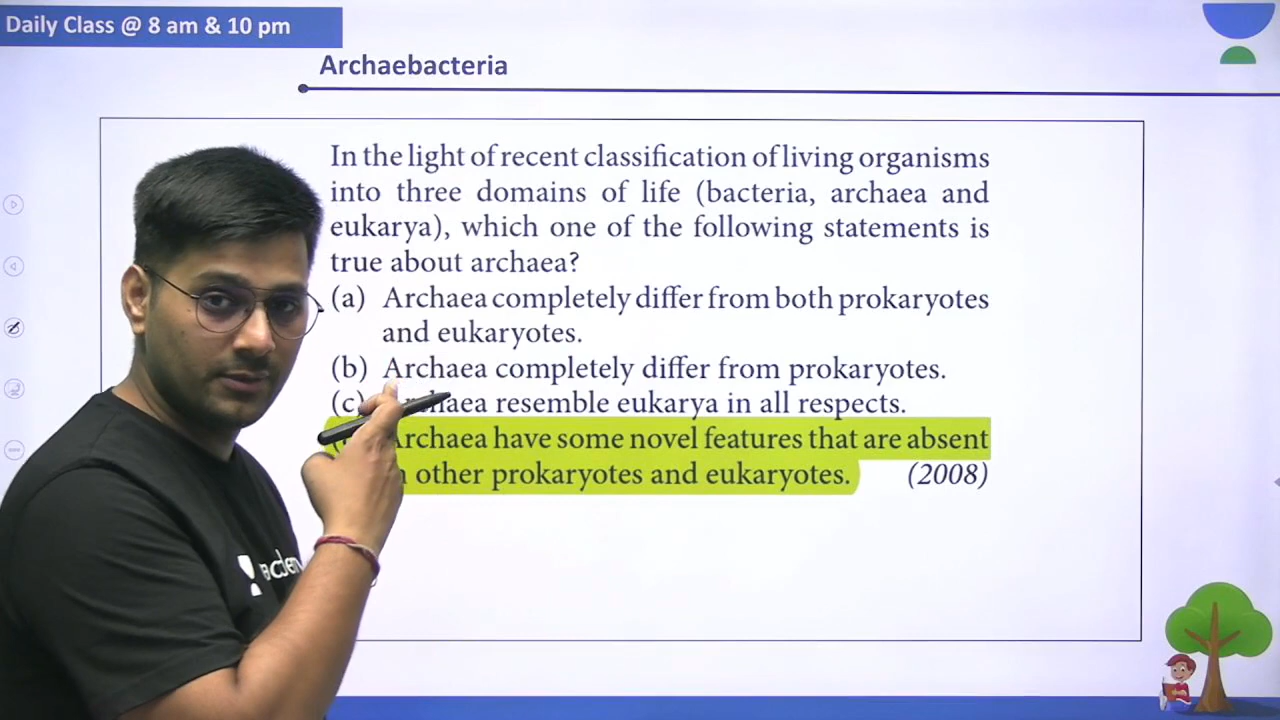 Daily Class @ 8 am & 10 pm
Archaebacteria
In the light of recent classification of living organisms
into three domains of life (bacteria, archaea and
eukarya), which one of the following statements is
true about archaea?
(a) Archaea completely differ from both prokaryotes
and eukaryotes.
(b) Archaea completely differ from prokaryotes.
(c) Archaea resemble eukarya in all respects.
Archaea have some novel features that are absent
other prokaryotes and eukaryotes. (2008)